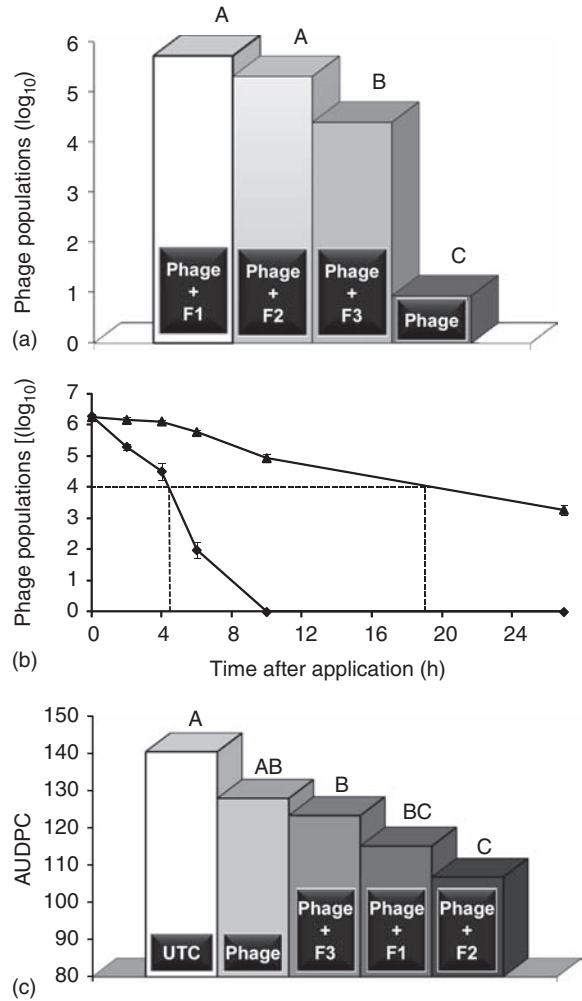 Phage populations (log10)
6
5
4
3
2
1
0
A
A
B
C
Phage
+
F1
Phage
+
F2
Phage
+
F3
Phage
(a)
Phage populations [(log10)
7
6
5
4
3
2
1
0
0 4 8 12 16 20 24
Time after application (h)
(b)
AUDPC
150
140
130
120
110
100
90
80
A
AB
B
BC
C
UTC
Phage
Phage
+
F3
Phage
+
F1
Phage
+
F2
(c)